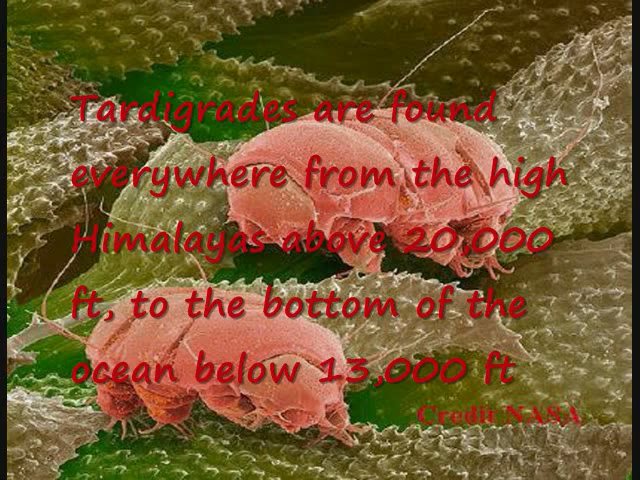 Tardigrades are found
everywhere from the high
Himalayas above 20,000
ft, to the bottom of the
ocean below 13,000 ft
Credit NASA